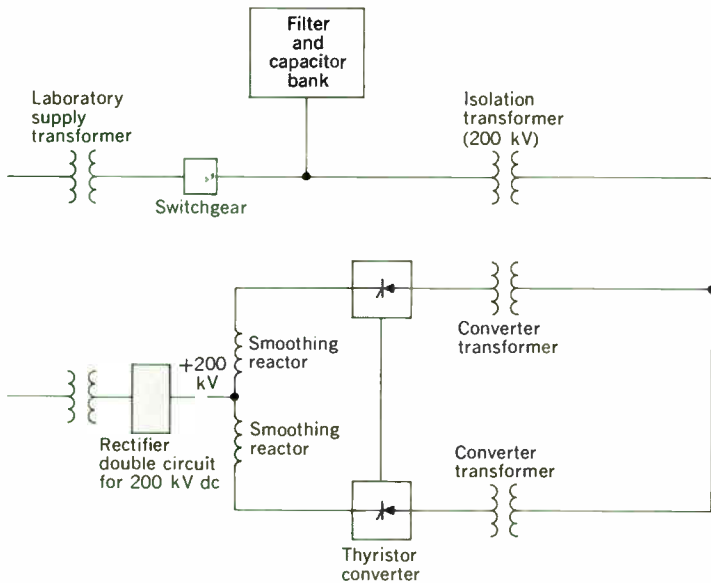 Filter
and
capacitor
bank
Laboratory
supply
transformer
Isolation
transformer
(200 kV)
Switchgear
Smoothing
reactor
Converter
transformer
+200
kV
Smoothing
reactor
Rectifier
double circuit
for 200 kV dc
Converter
transformer
Thyristor
converter